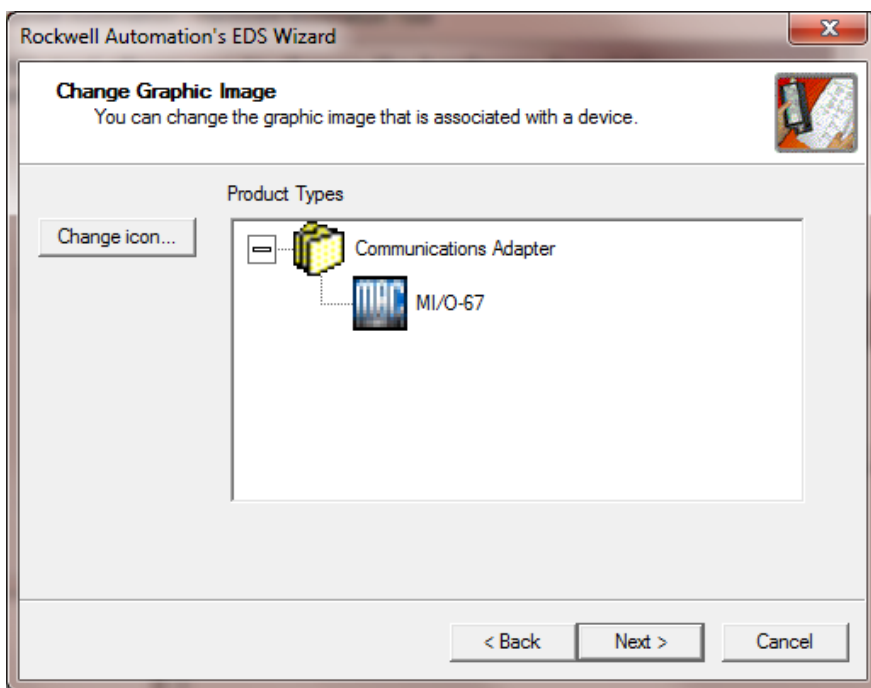 Rockwell Automation's EDS Wizard
Change Graphic Image
You can change the graphic image that is associated with a device.
Product Types
Change icon...
Communications Adapter
MAC
MI/O-67
< Back
Next >
Cancel